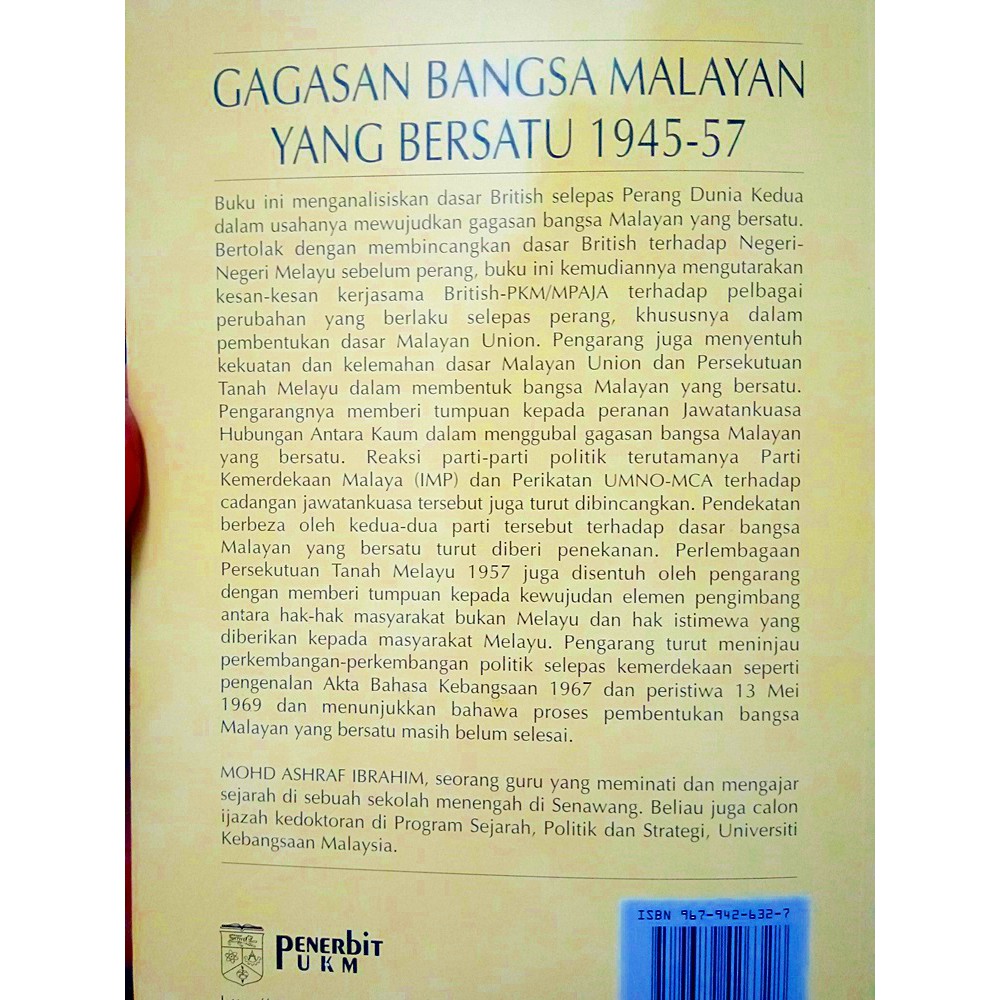 GAGASAN BANGSA MALAYAN
YANG BERSATU 1945-57
Buku ini menganalisiskan dasar British selepas Perang Dunia Kedua
dalam usahanya mewujudkan gagasan bangsa Malayan yang bersatu.
Bertolak dengan membincangkan dasar British terhadap Negeri-
Negeri Melayu sebelum perang, buku ini kemudiannya mengutarakan
kesan-kesan kerjasama British-PKM/MPAJA terhadap pelbagai
perubahan yang berlaku selepas perang, khususnya dalam
pembentukan dasar Malayan Union. Pengarang juga menyentuh
kekuatan dan kelemahan dasar Malayan Union dan Persekutuan
Tanah Melayu dalam membentuk bangsa Malayan yang bersatu.
Pengarangnya memberi tumpuan kepada peranan Jawatankuasa
Hubungan Antara Kaum dalam menggubal gagasan bangsa Malayan
yang bersatu. Reaksi parti-parti politik terutamanya Parti
Kemerdekaan Malaya (IMP) dan Perikatan UMNO-MCA terhadap
cadangan jawatankuasa tersebut juga turut dibincangkan. Pendekatan
berbeza oleh kedua-dua parti tersebut terhadap dasar bangsa
Malayan yang bersatu turut diberi penekanan. Perlembagaan
Persekutuan Tanah Melayu 1957 juga disentuh oleh pengarang
dengan memberi tumpuan kepada kewujudan elemen pengimbang
antara hak-hak masyarakat bukan Melayu dan hak istimewa yang
diberikan kepada masyarakat Melayu. Pengarang turut meninjau
perkembangan-perkembangan politik selepas kemerdekaan seperti
pengenalan Akta Bahasa Kebangsaan 1967 dan peristiwa 13 Mei
1969 dan menunjukkan bahawa proses pembentukan bangsa
Malayan yang bersatu masih belum selesai.
MOHD ASHRAF IBRAHIM, seorang guru yang meminati dan mengajar
sejarah di sebuah sekolah menengah di Senawang. Beliau juga calon
ijazah kedoktoran di Program Sejarah, Politik dan Strategi, Universiti
Kebangsaan Malaysia.
PENERbIT
UKM
ISBN 967-942-632-7